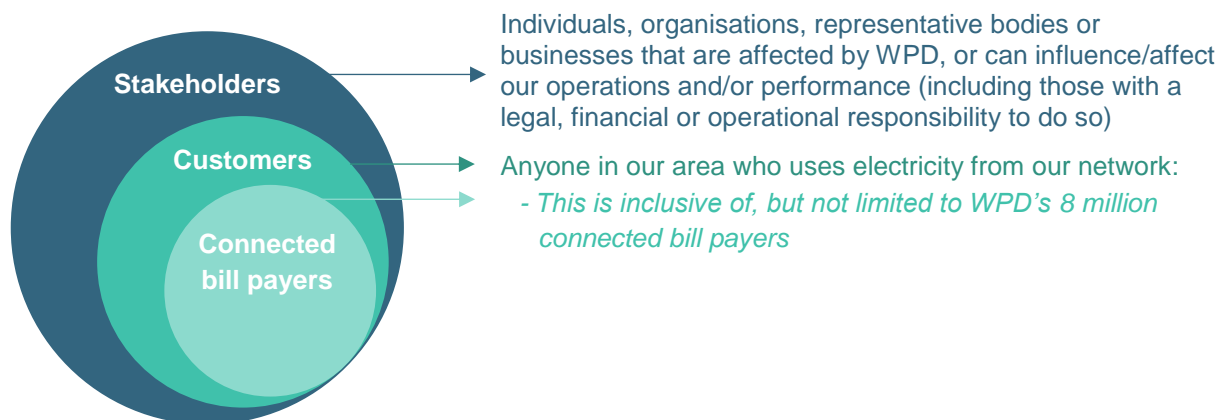 Stakeholders
Customers
Connected
bill payers
Individuals, organisations, representative bodies or
businesses that are affected by WPD, or can influence/affect
our operations and/or performance (including those with a
legal, financial or operational responsibility to do so)
Anyone in our area who uses electricity from our network:
- This is inclusive of, but not limited to WPD’s 8 million
connected bill payers